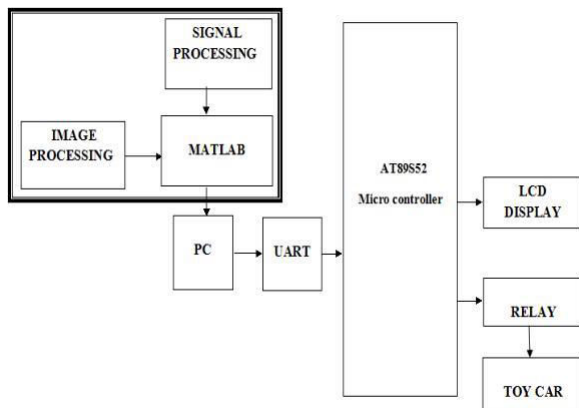 SIGNAL
PROCESSING
IMAGE
PROCESSING
MATLAB
AT89S52
Micro controller
LCD
DISPLAY
PC
UART
RELAY
TOY CAR